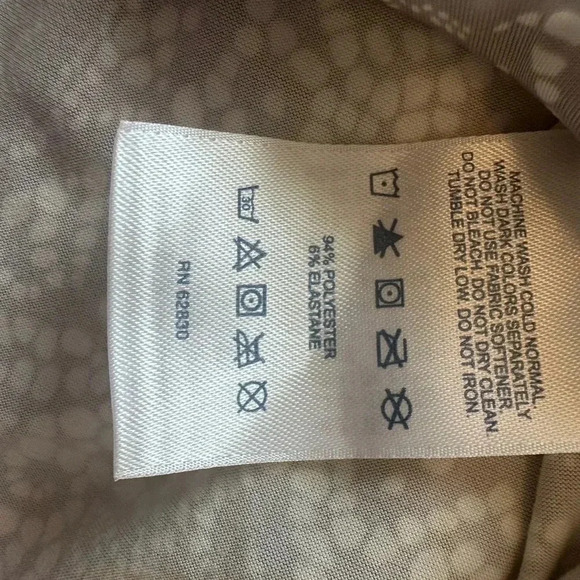 MACHINE WASH COLD NORMAL.
WASH DARK COLORS SEPARATELY
DO NOT USE FABRIC SOFTENER.
DO NOT BLEACH. DO NOT DRY CLEAN.
TUMBLE DRY LOW. DO NOT IRON.
94% POLYESTER
6% ELASTANE
30
RN 62830